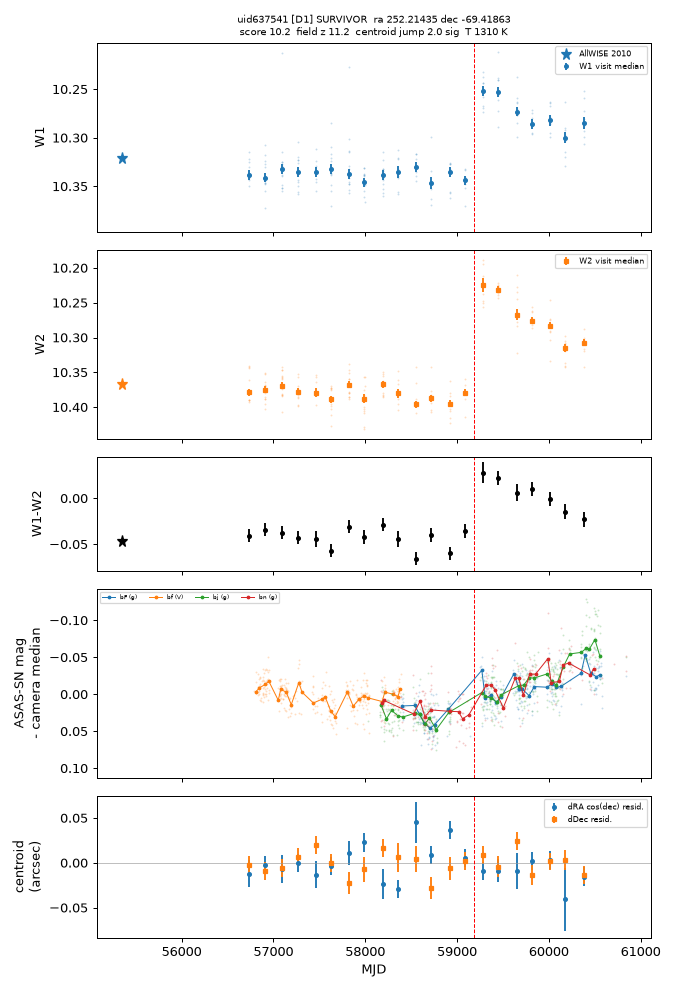 uid637541 [D1] SURVIVOR  ra 252.21435 dec -69.41863
score 10.2  field z 11.2  centroid jump 2.0 sig  T 1310 K
AllWISE 2010
W1 visit median
10.25
10.30
10.35
W1
W2 visit median
10.20
10.25
10.30
10.35
10.40
W2
0.00
−0.05
W1-W2
bF (g)
bf (V)
bj (g)
bn (g)
−0.10
−0.05
0.00
0.05
0.10
ASAS-SN mag
- camera median
dRA cos(dec) resid.
dDec resid.
0.05
0.00
−0.05
centroid
(arcsec)
56000
57000
58000
59000
60000
61000
MJD